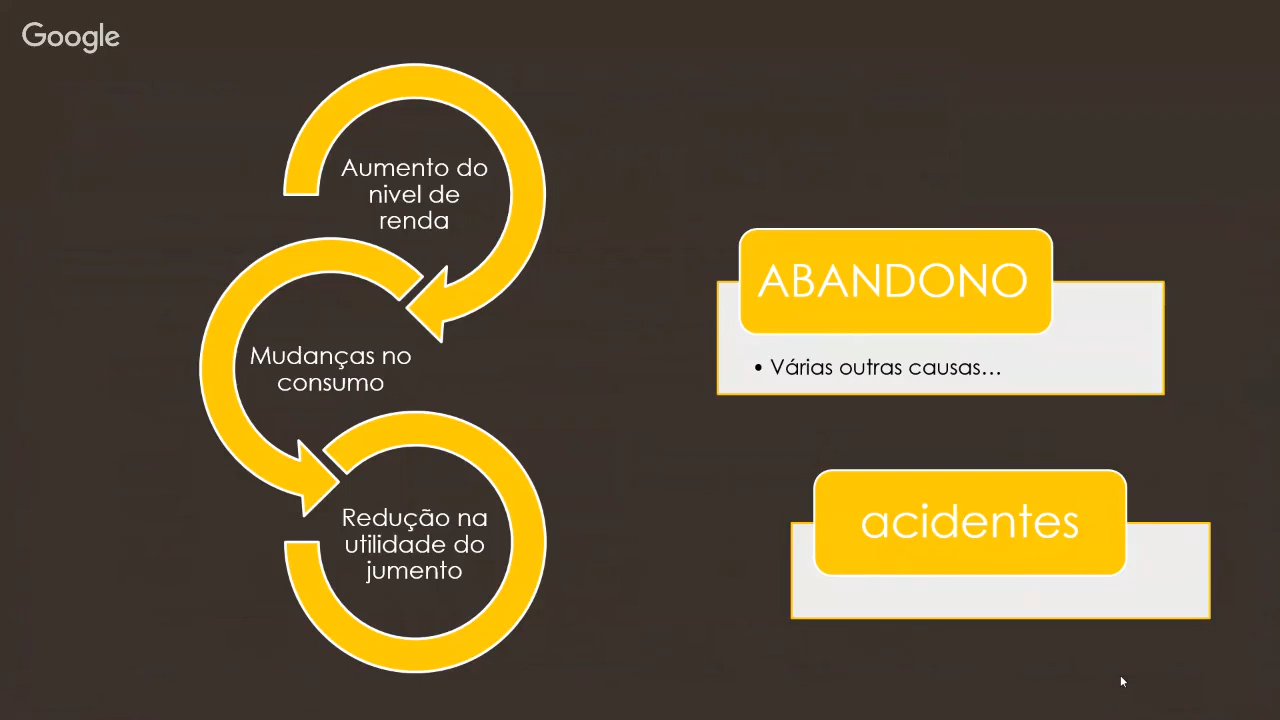 Google
Aumento do
nivel de
renda
Mudanças no
consumo
Redução na
utilidade do
jumento
ABANDONO
• Várias outras causas...
acidentes